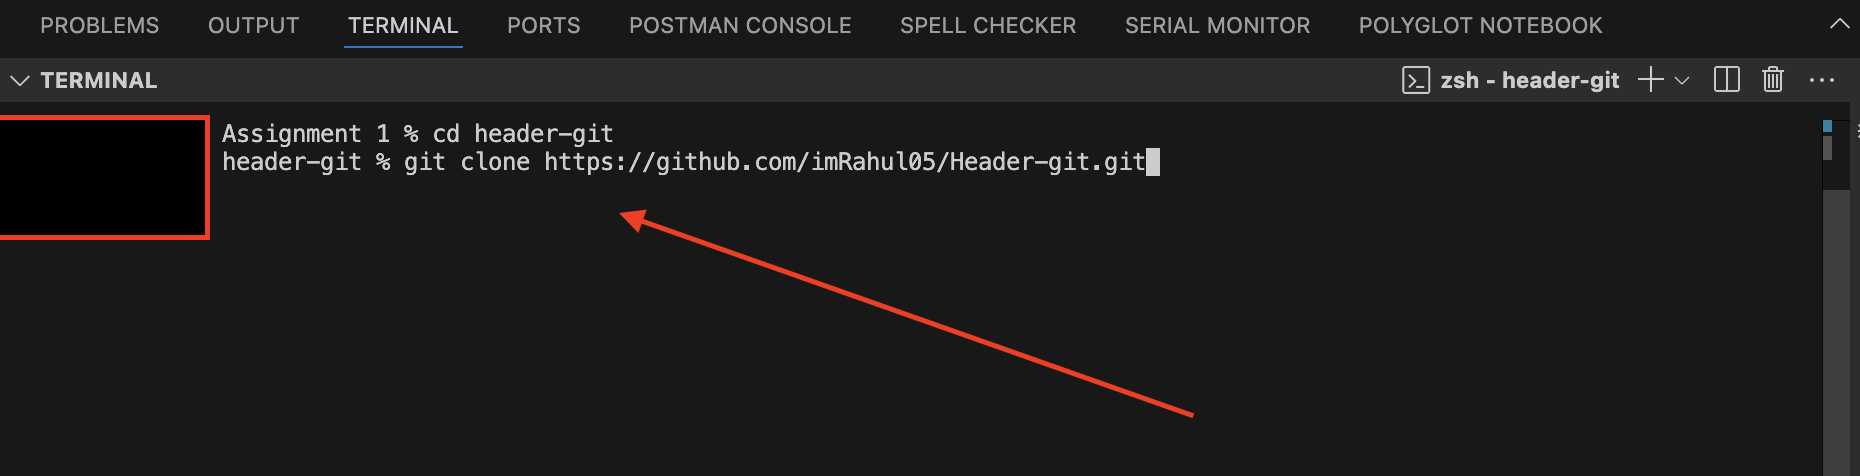 PROBLEMS OUTPUT TERMINAL PORTS POSTMAN CONSOLE SPELL CHECKER SERIAL MONITOR POLYGLOT NOTEBOOK
TERMINAL zsh - header-git
Assignment 1 % cd header-git
header-git % git clone https://github.com/imRahul05/Header-git.git